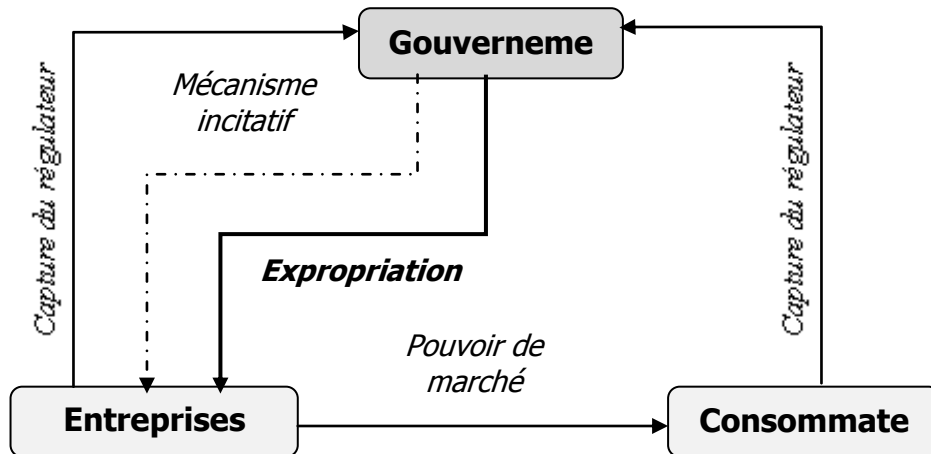 Gouverneme
Mécanisme
incitatif
Capture du régulateur
Capture du régulateur
Expropriation
Pouvoir de
marché
Entreprises
Consommate